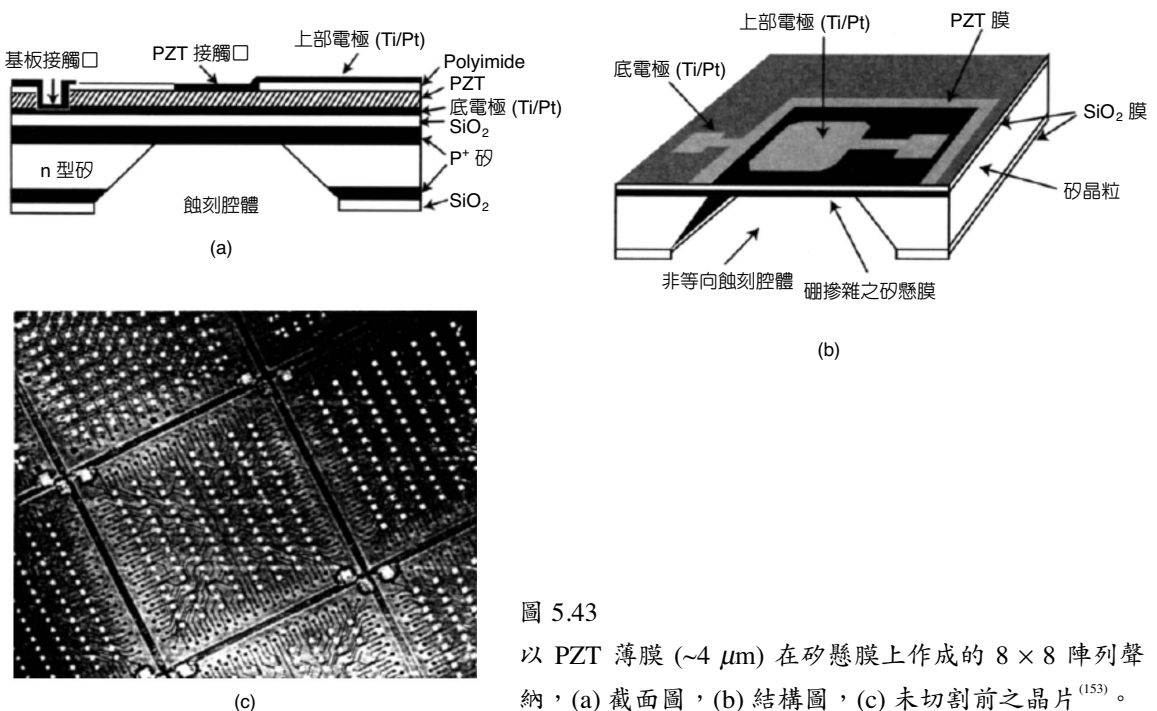 上部電極 (Ti/Pt)
PZT 接觸口
基板接觸口
Polyimide
PZT
底電極 (Ti/Pt)
SiO₂
P⁺ 矽
n 型矽
蝕刻腔體
SiO₂
(a)
上部電極 (Ti/Pt)
PZT 膜
底電極 (Ti/Pt)
SiO₂ 膜
矽晶粒
非等向蝕刻腔體
硼摻雜之矽懸膜
(b)
(c)
圖 5.43
以 PZT 薄膜 (~4 μm) 在矽懸膜上作成的 8 × 8 陣列聲
納，(a) 截面圖，(b) 結構圖，(c) 未切割前之晶片⁽¹⁵³⁾。